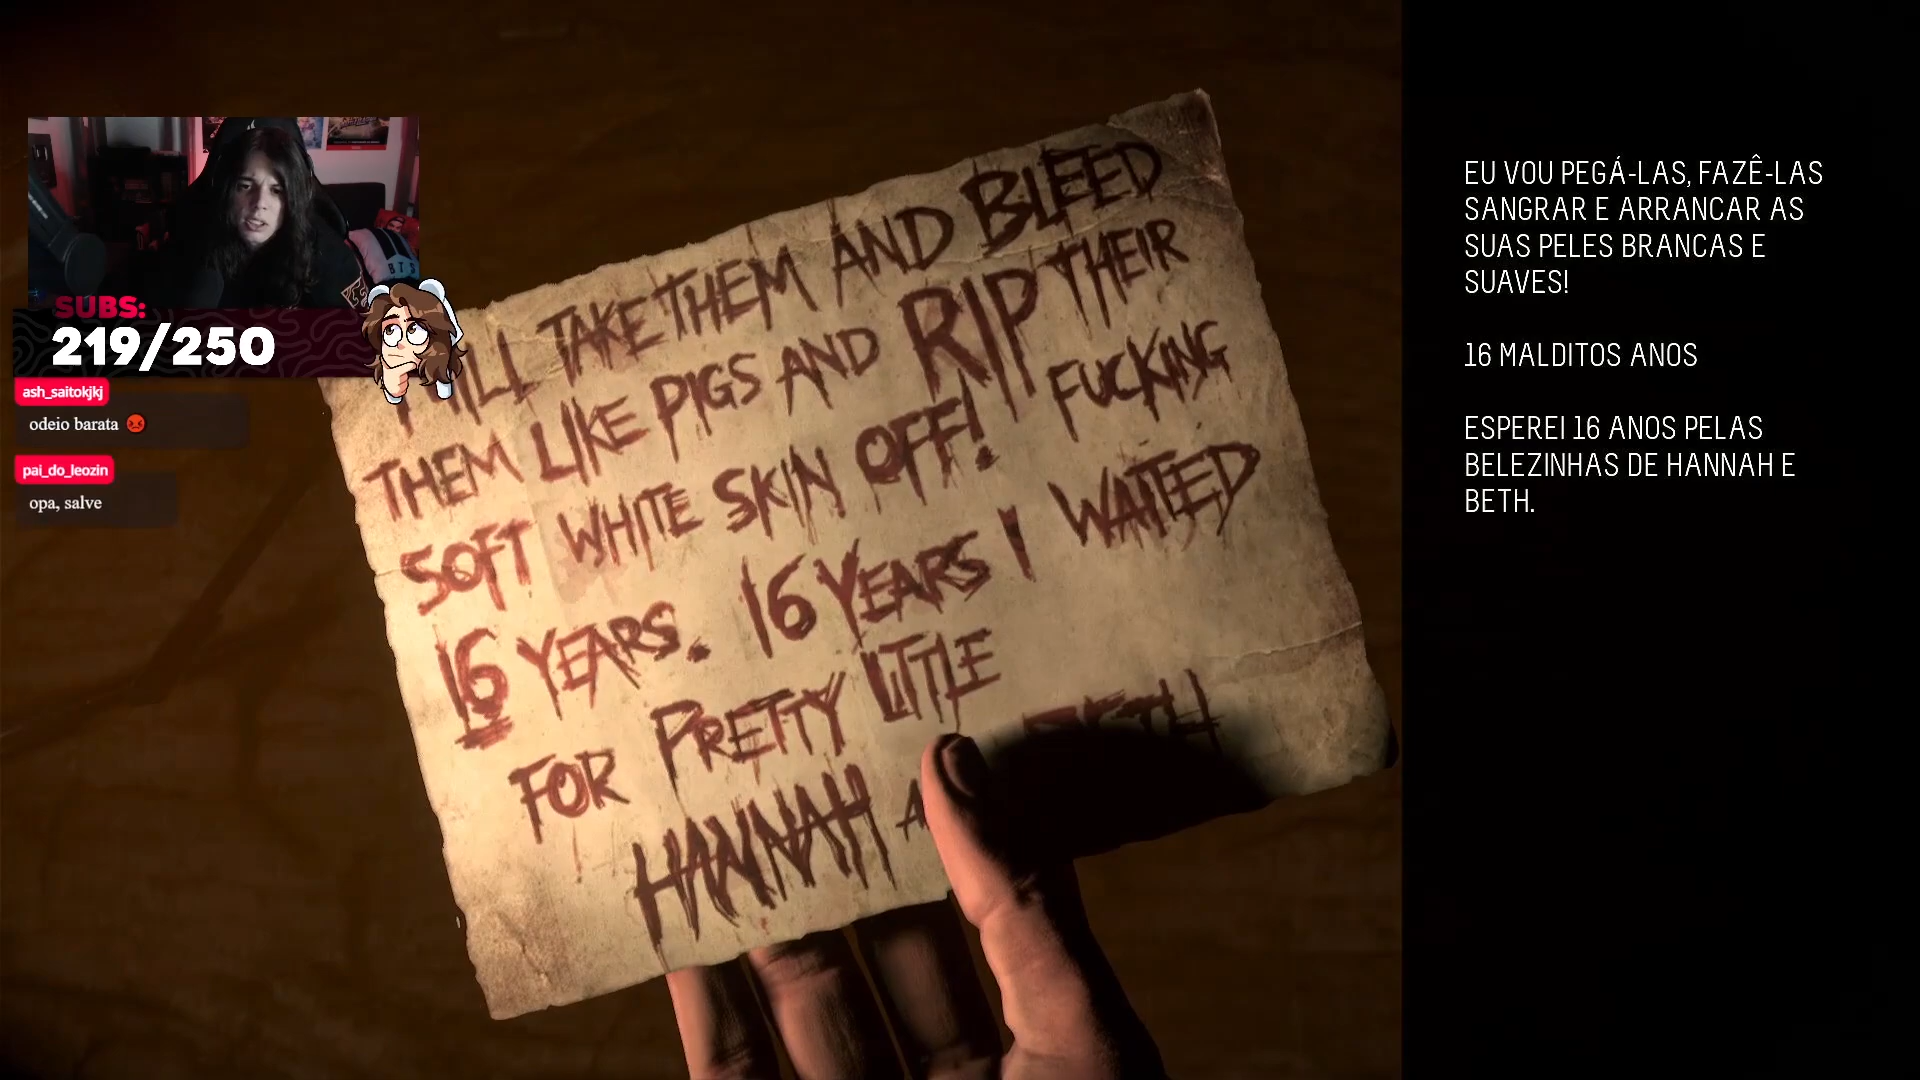 SUBS:
219/250
ash_saitokjkj
odeio barata
pai_do_leozin
opa, salve
BTS
TAKE THEM AND BLEED
THEM LIKE PIGS AND RIP THEIR
SOFT WHITE SKIN OFF! FUCKING
16 YEARS. 16 YEARS I WAITED
FOR PRETTY LITTLE
HANNAH BETH
EU VOU PEGÁ-LAS, FAZÊ-LAS
SANGRAR E ARRANCAR AS
SUAS PELES BRANCAS E
SUAVES!
16 MALDITOS ANOS
ESPEREI 16 ANOS PELAS
BELEZINHAS DE HANNAH E
BETH.